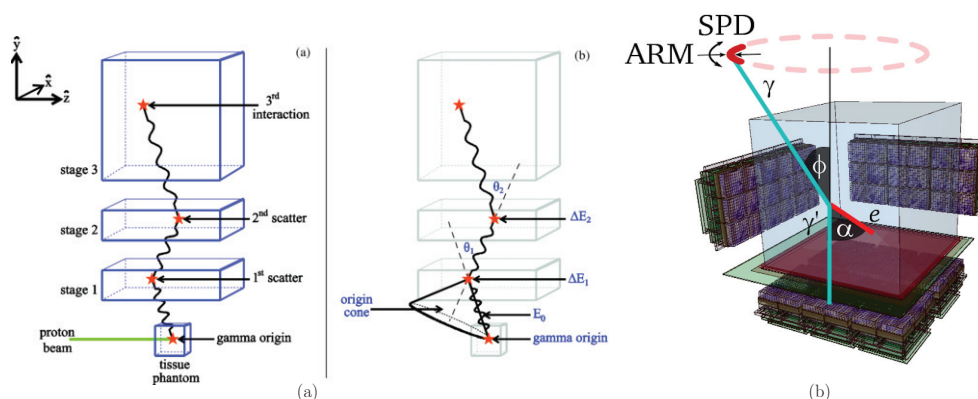 ŷ
x̂
ẑ
(a)
3rd
interaction
stage 3
2nd scatter
stage 2
1st scatter
stage 1
proton
beam
gamma origin
tissue
phantom
(b)
θ2
ΔE2
θ1
ΔE1
origin
cone
E0
gamma origin
(a)
SPD
ARM
γ
ϕ
γ'
e
α
(b)